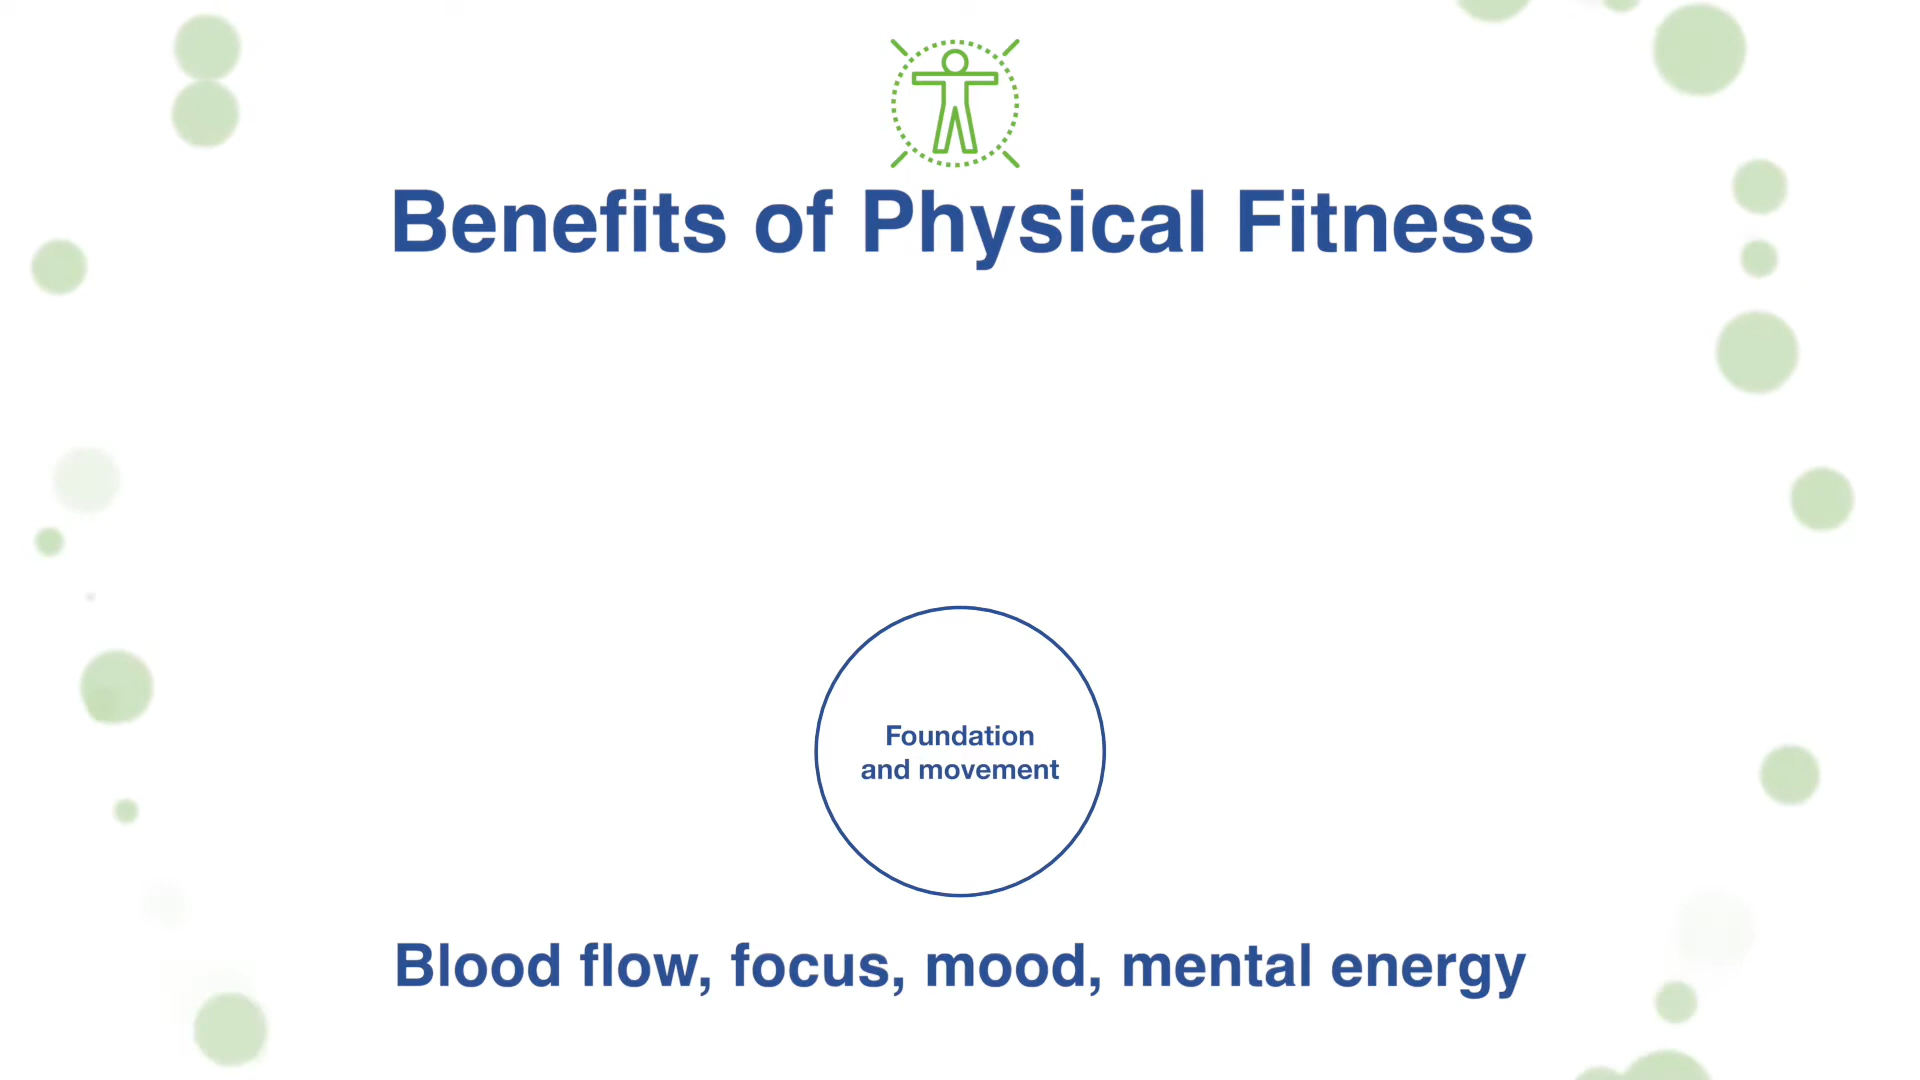 Benefits of Physical Fitness
Foundation
and movement
Blood flow, focus, mood, mental energy